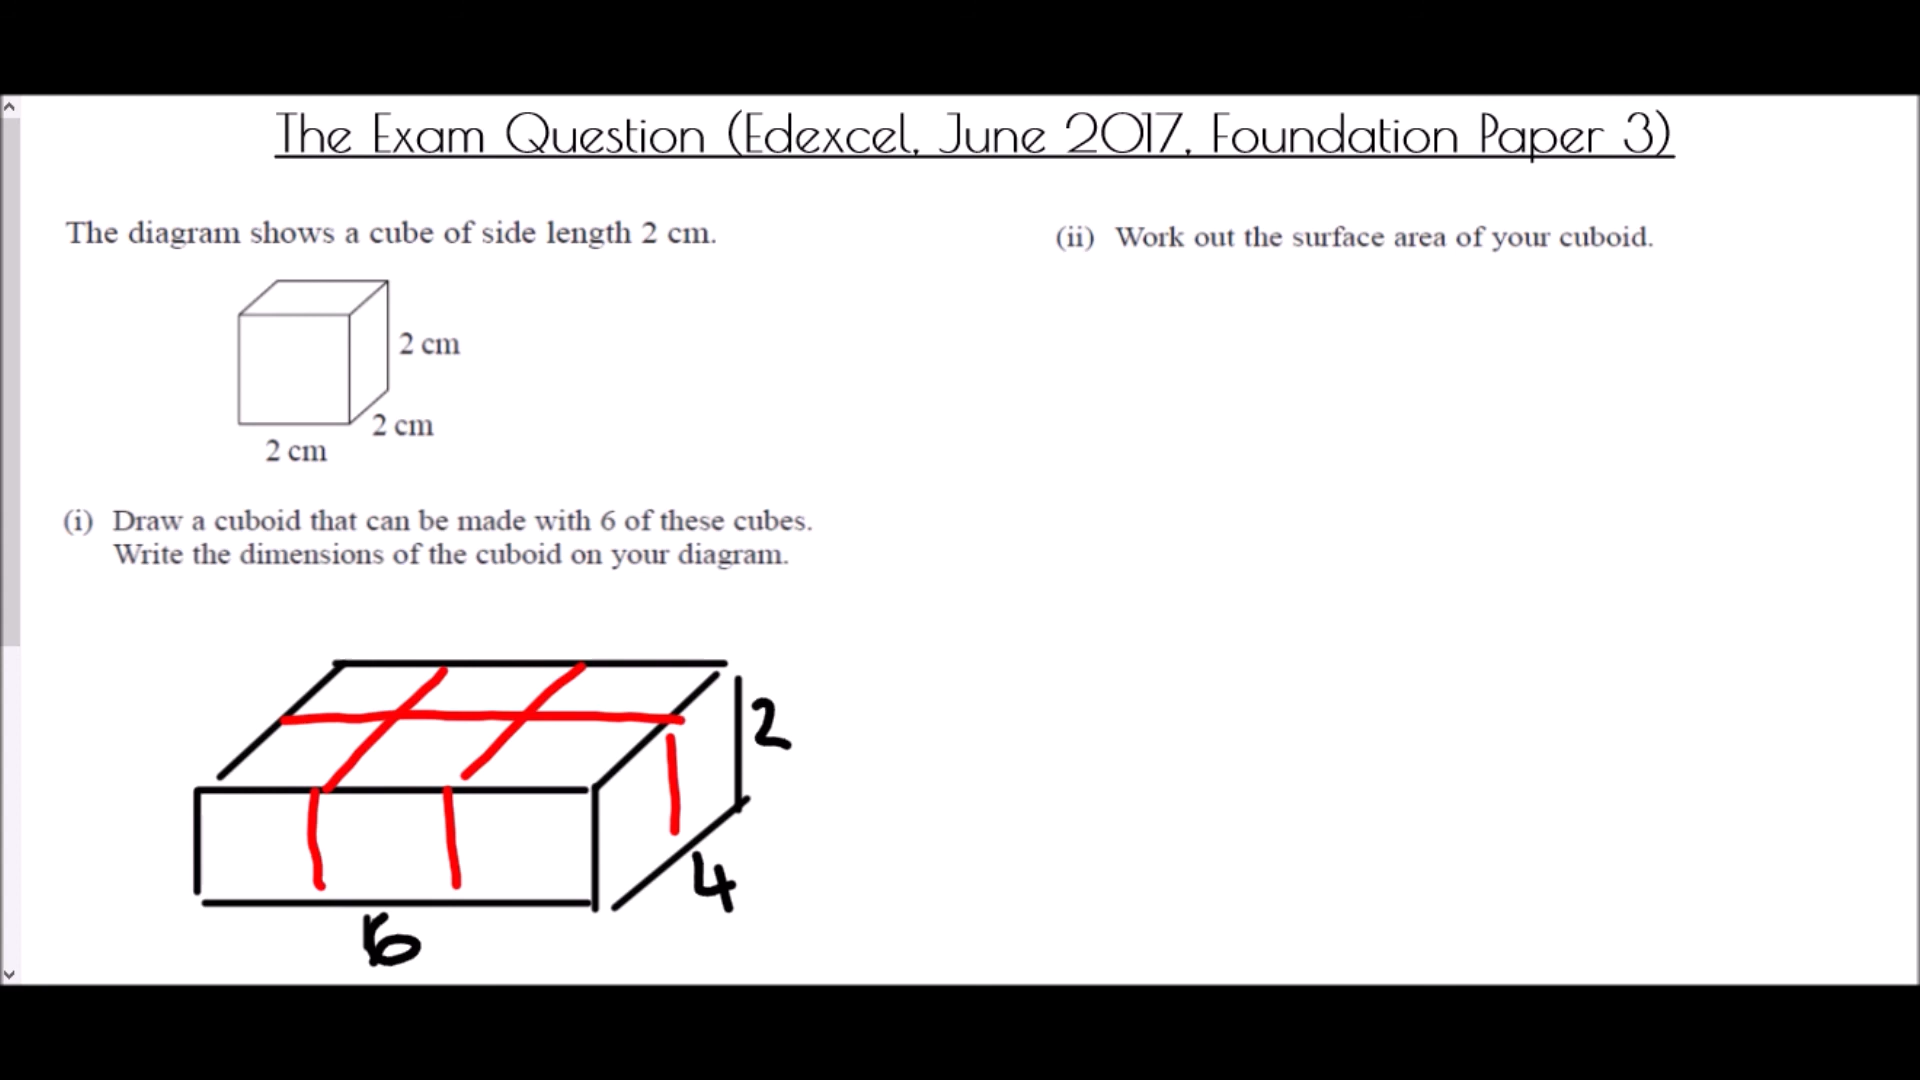 The Exam Question (Edexcel, June 2017, Foundation Paper 3)
The diagram shows a cube of side length 2 cm.
2 cm
2 cm
2 cm
(i) Draw a cuboid that can be made with 6 of these cubes.
Write the dimensions of the cuboid on your diagram.
2
4
6
(ii) Work out the surface area of your cuboid.